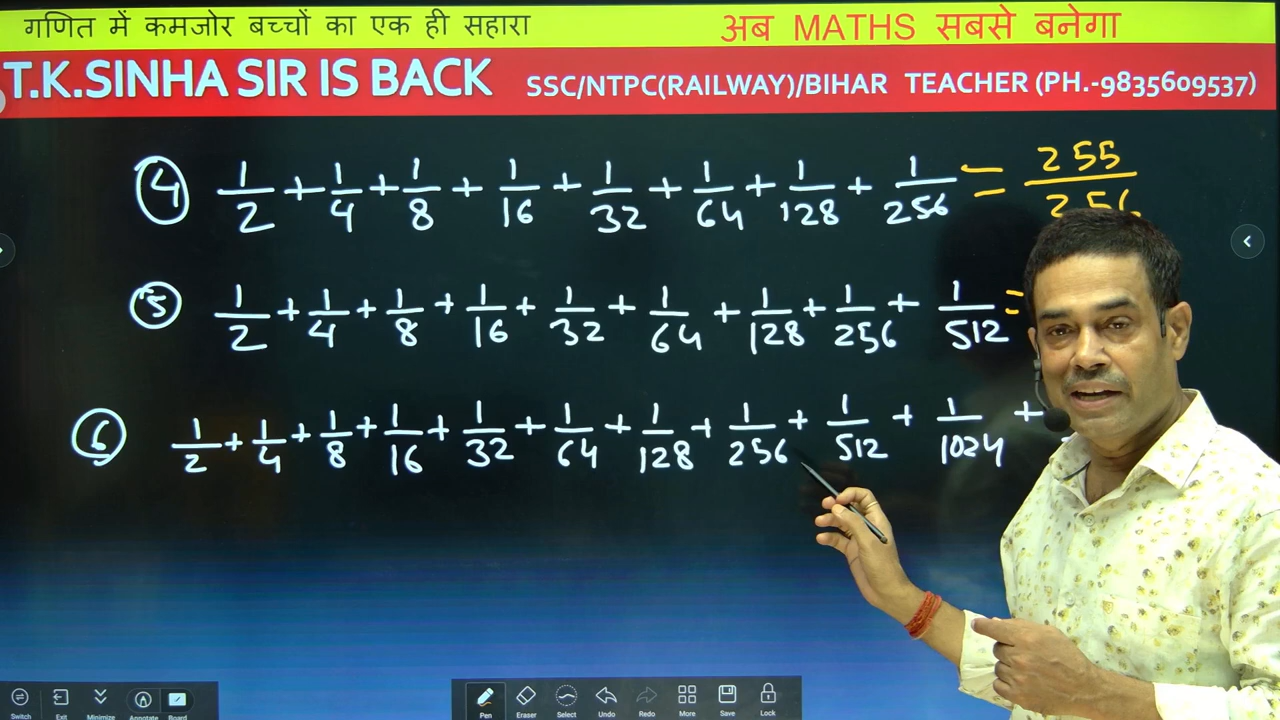 गणित में कमजोर बच्चों का एक ही सहारा अब MATHS सबसे बनेगा
T.K.SINHA SIR IS BACK SSC/NTPC(RAILWAY)/BIHAR TEACHER (PH.-9835609537)
④ 1/2 + 1/4 + 1/8 + 1/16 + 1/32 + 1/64 + 1/128 + 1/256 = 255/256
⑤ 1/2 + 1/4 + 1/8 + 1/16 + 1/32 + 1/64 + 1/128 + 1/256 + 1/512 =
⑥ 1/2 + 1/4 + 1/8 + 1/16 + 1/32 + 1/64 + 1/128 + 1/256 + 1/512 + 1/1024 +
Switch Exit Minimize Annotate Board Pen Eraser Select Undo Redo More Save Lock